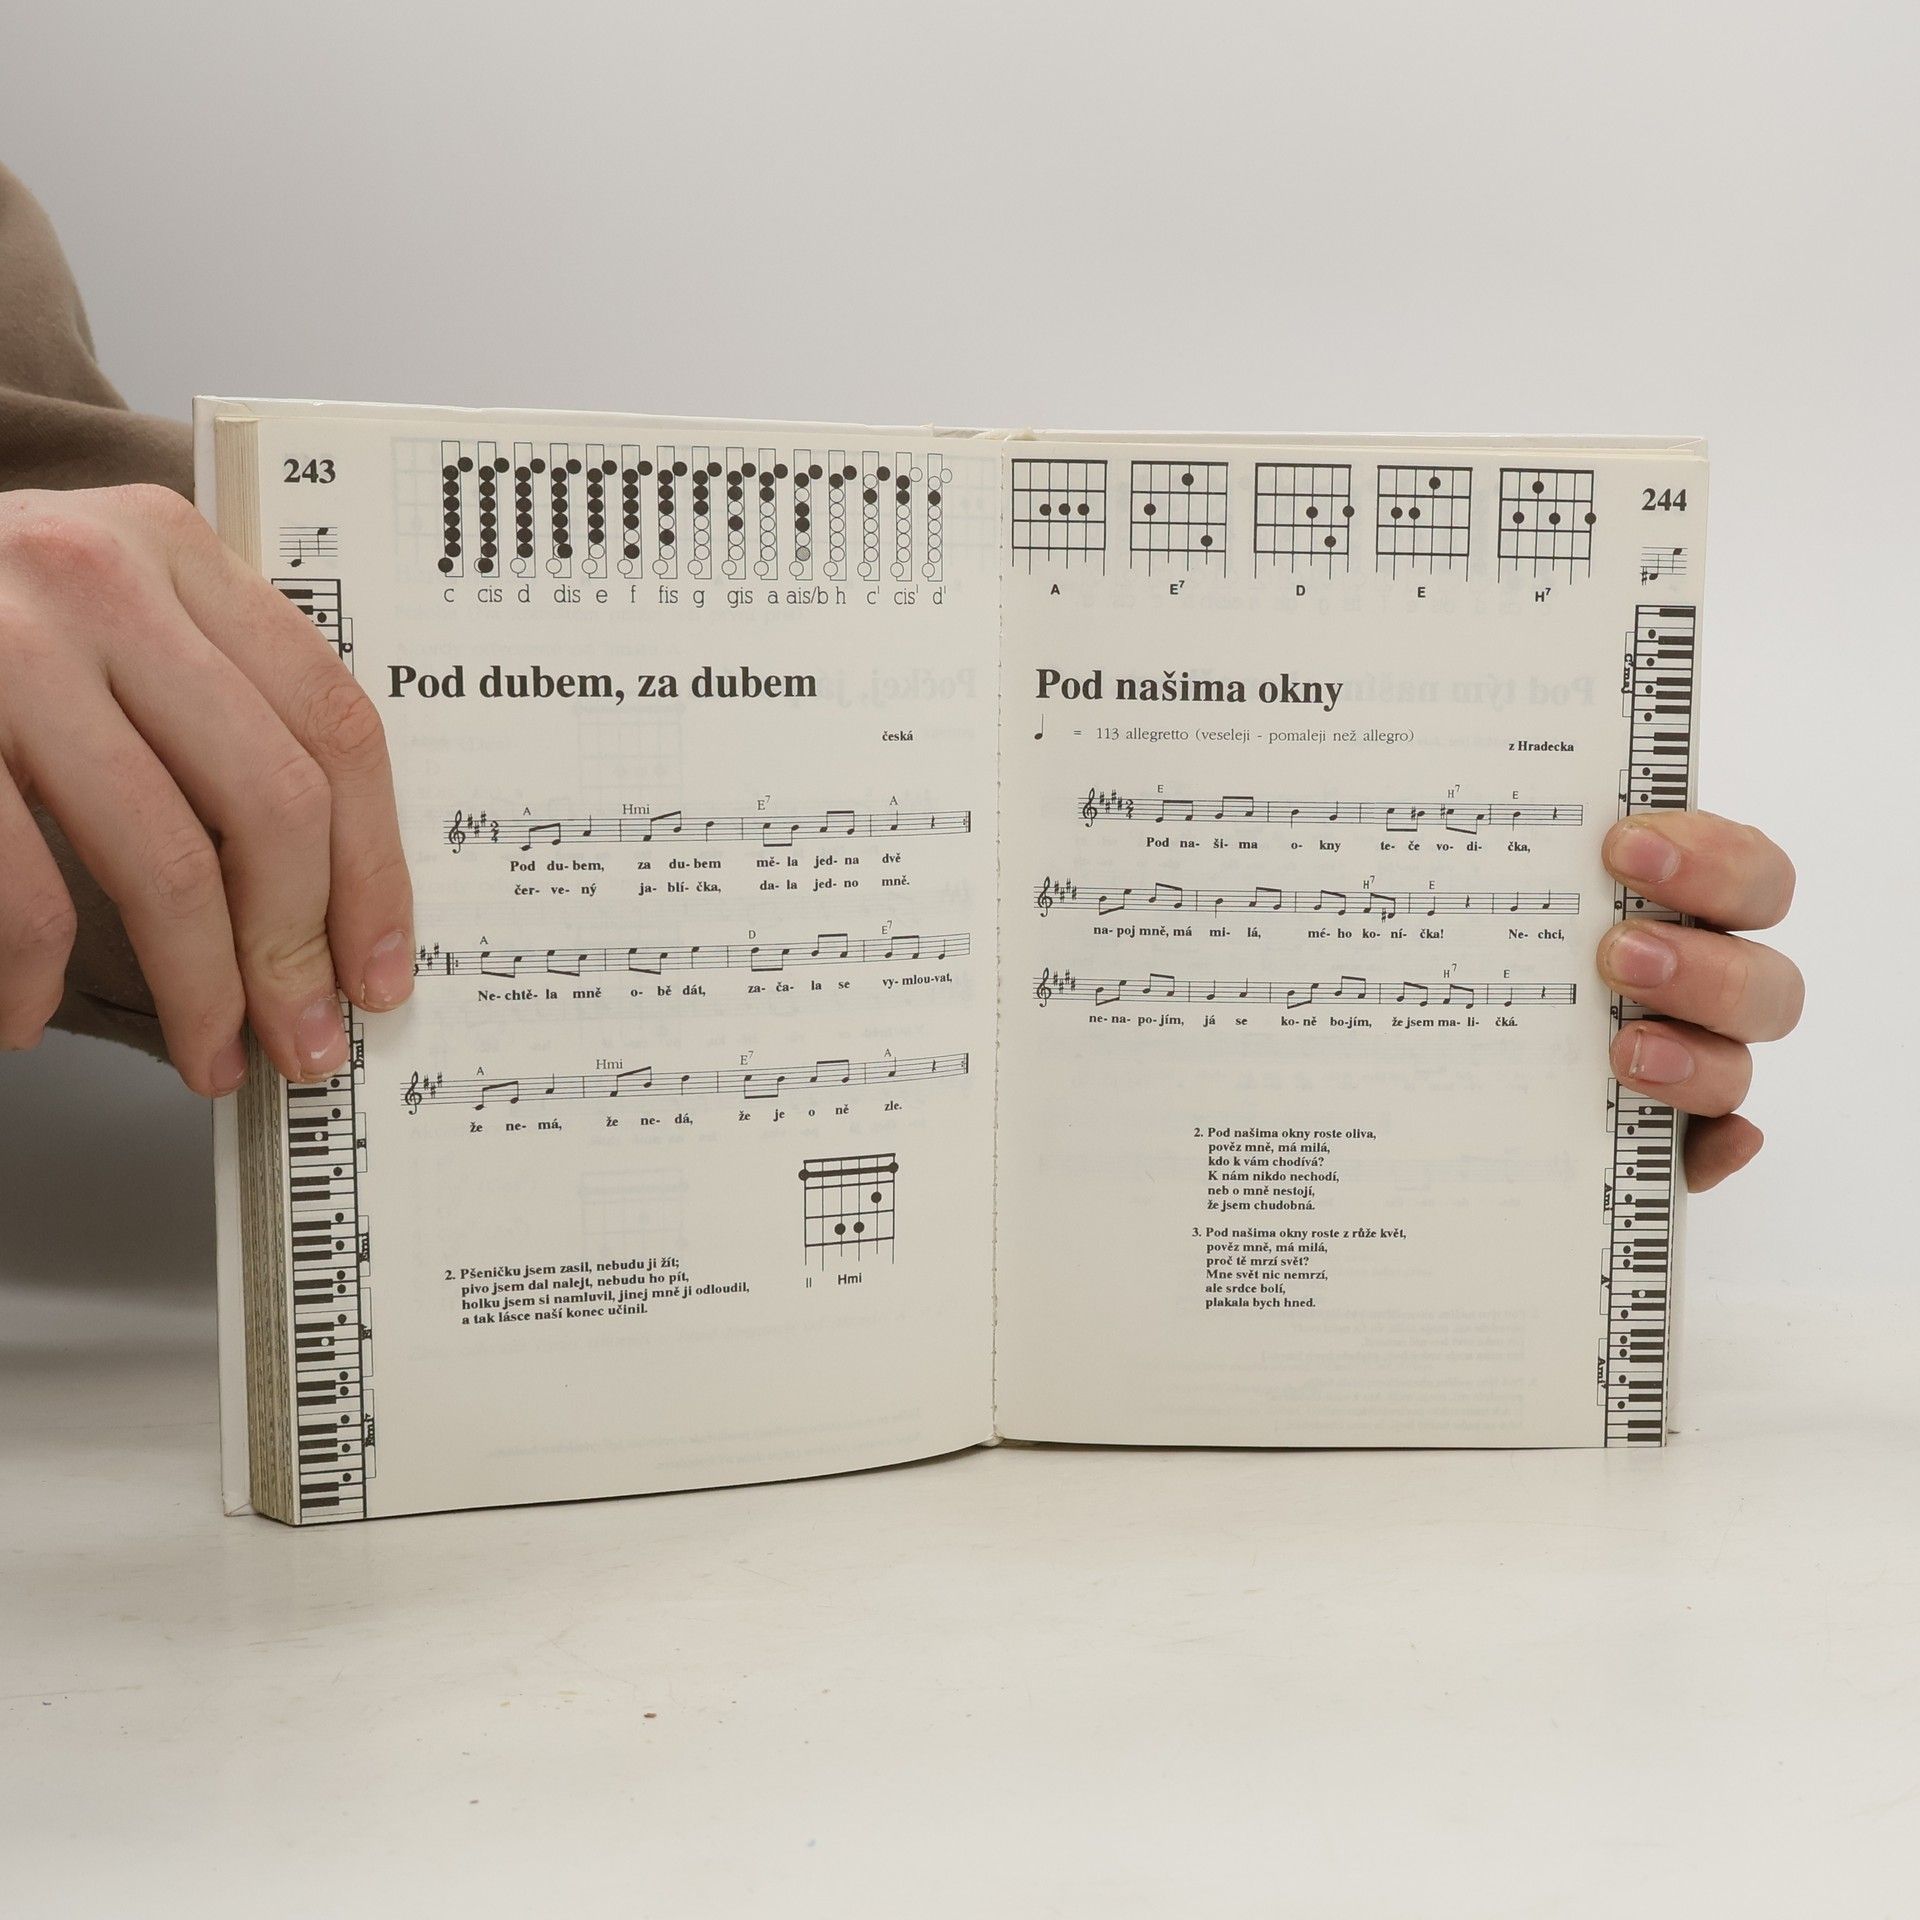 243
c cis d dis e f fis g gis a ais/b h c' cis' d'
Pod dubem, za dubem
česká
A Hmi E7 A
Pod du- bem, za du- bem mě- la jed- na dvě
čer- ve- ný ja- blí- čka, da- la jed- no mně.
A D E7
Ne- chtě- la mně o- bě dát, za- ča- la se vy- mlou-vat,
A Hmi E7 A
že ne- má, že ne- dá, že je o ně zle.
II Hmi
2. Pšeničku jsem zasil, nebudu ji žít;
pivo jsem dal nalejt, nebudu ho pít,
holku jsem si namluvil, jinej mně ji odloudil,
a tak lásce naší konec učinil.
C
Dmi
E
Emi
E7
Emi7
244
A E7 D E H7
Pod našima okny
= 113 allegretto (veseleji - pomaleji než allegro)
z Hradecka
E H7 E
Pod na- ši- ma o- kny te- če vo- di- čka,
H7 E
na- poj mně, má mi- lá, mé- ho ko- ní- čka! Ne- chci,
H7 E
ne- na- po- jím, já se ko- ně bo-jím, že jsem ma- li- čká.
2. Pod našima okny roste oliva,
pověz mně, má milá,
kdo k vám chodívá?
K nám nikdo nechodí,
neb o mně nestojí,
že jsem chudobná.
3. Pod našima okny roste z růže květ,
pověz mně, má milá,
proč tě mrzí svět?
Mne svět nic nemrzí,
ale srdce bolí,
plakala bych hned.
F
G
G7
A
Ami
A7
Ami7